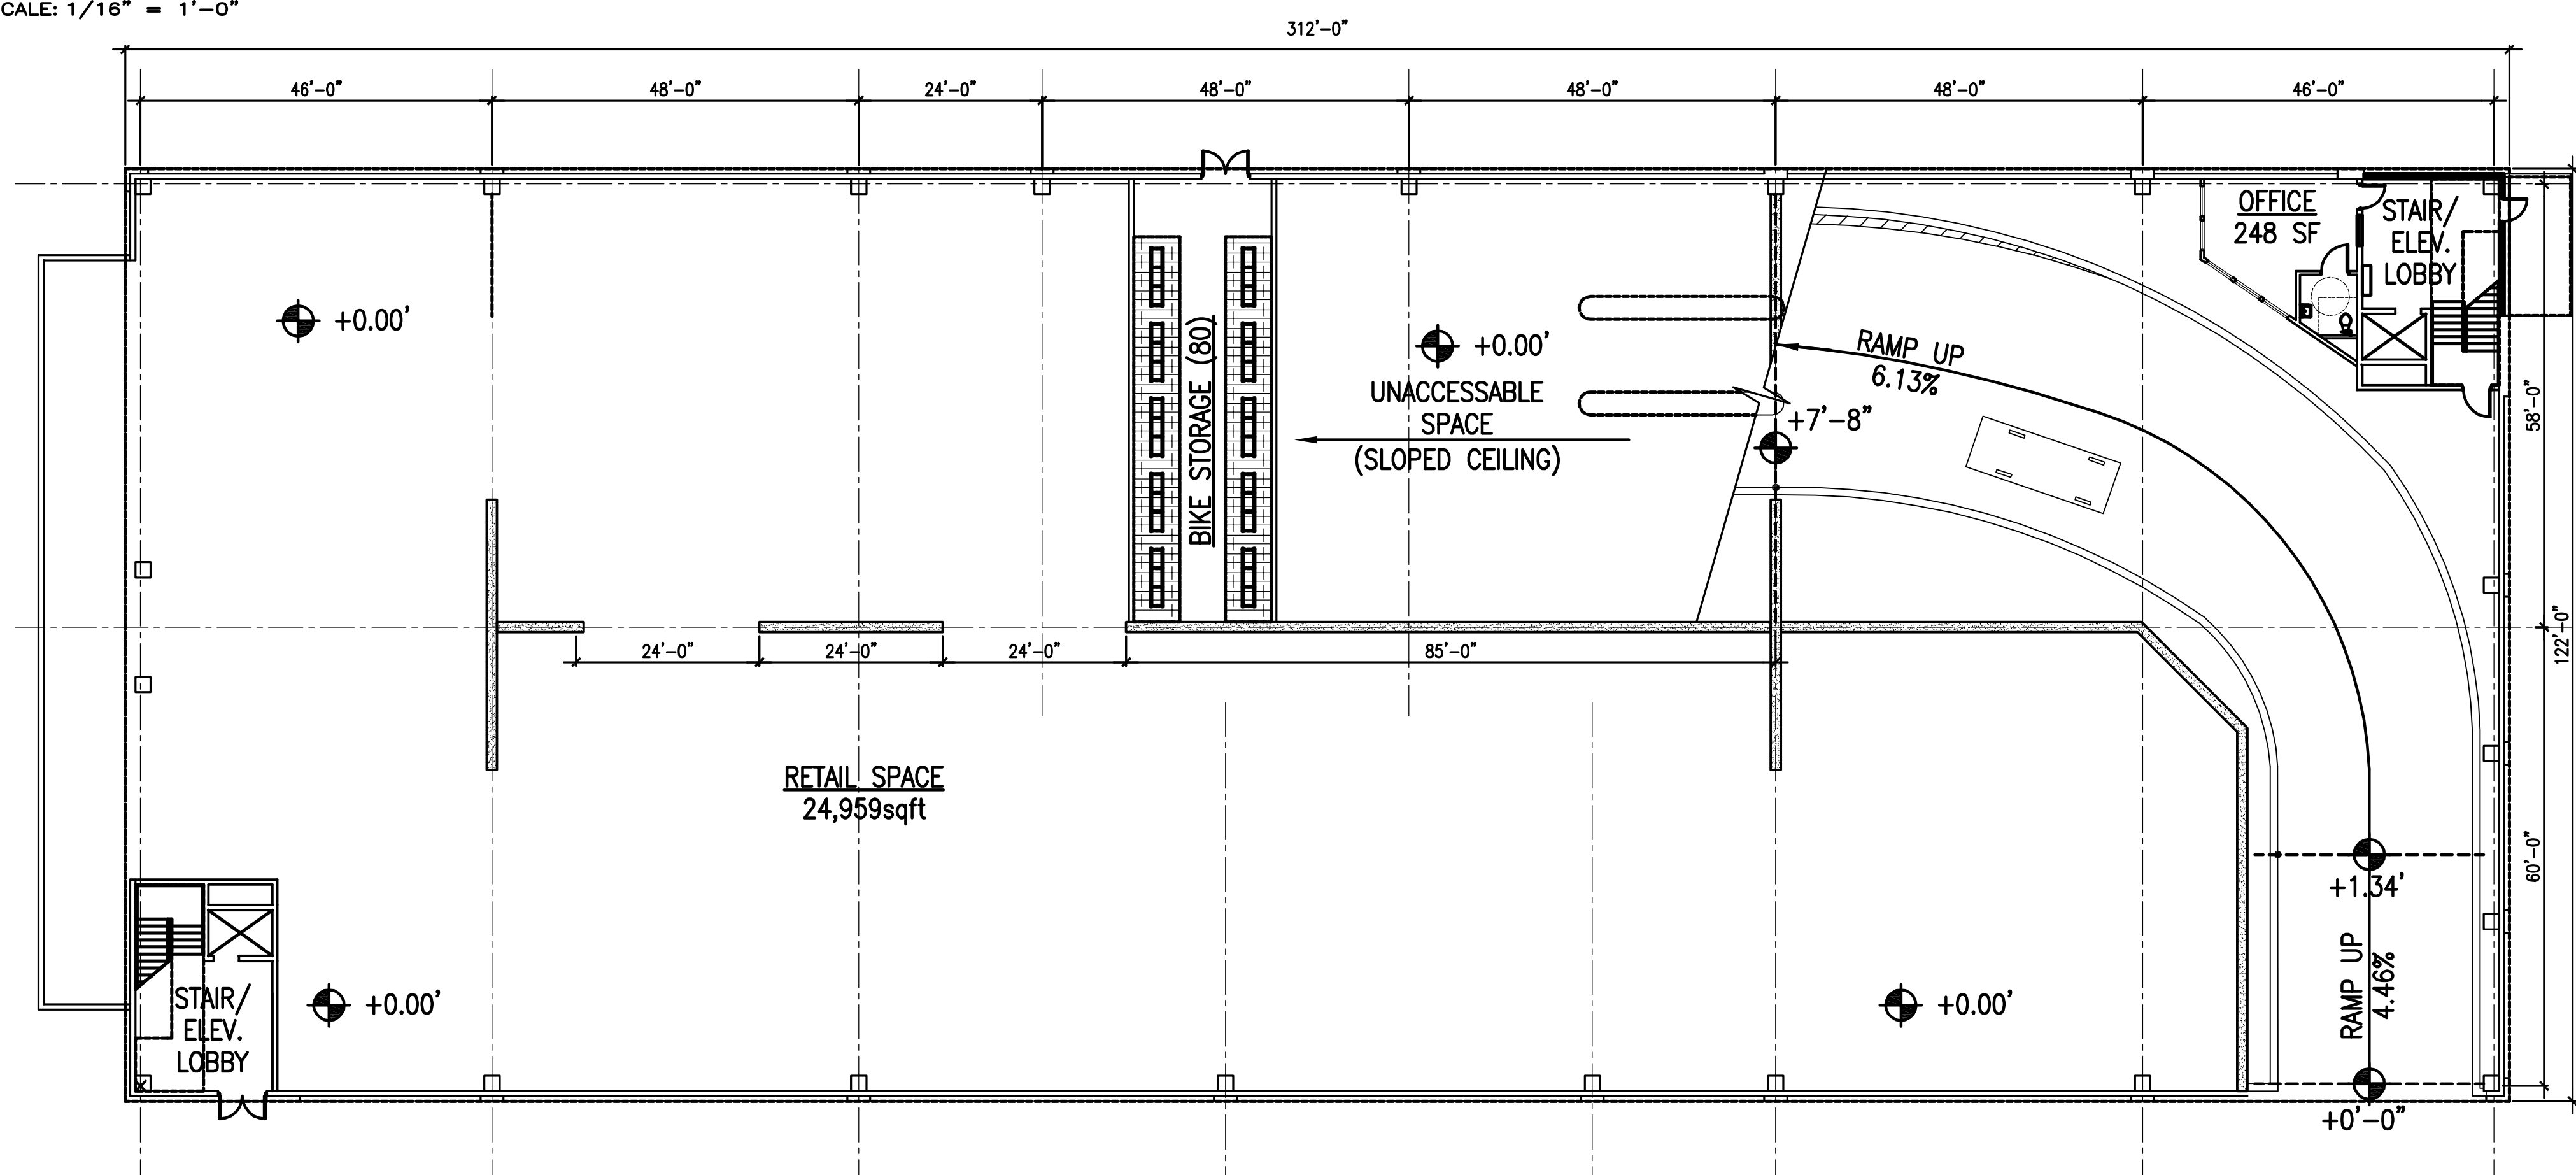 CALE: 1/16" = 1'-0"
312'-0"
46'-0"
48'-0"
24'-0"
48'-0"
48'-0"
48'-0"
46'-0"
OFFICE
248 SF
STAIR/
ELEV.
LOBBY
+0.00'
BIKE STORAGE (80)
+0.00'
UNACCESSABLE
SPACE
(SLOPED CEILING)
RAMP UP
6.13%
+7'-8"
58'-0"
122'-0"
24'-0"
24'-0"
24'-0"
85'-0"
RETAIL SPACE
24,959sqft
60'-0"
+1.34'
RAMP UP
4.46%
STAIR/
ELEV.
LOBBY
+0.00'
+0.00'
+0'-0"